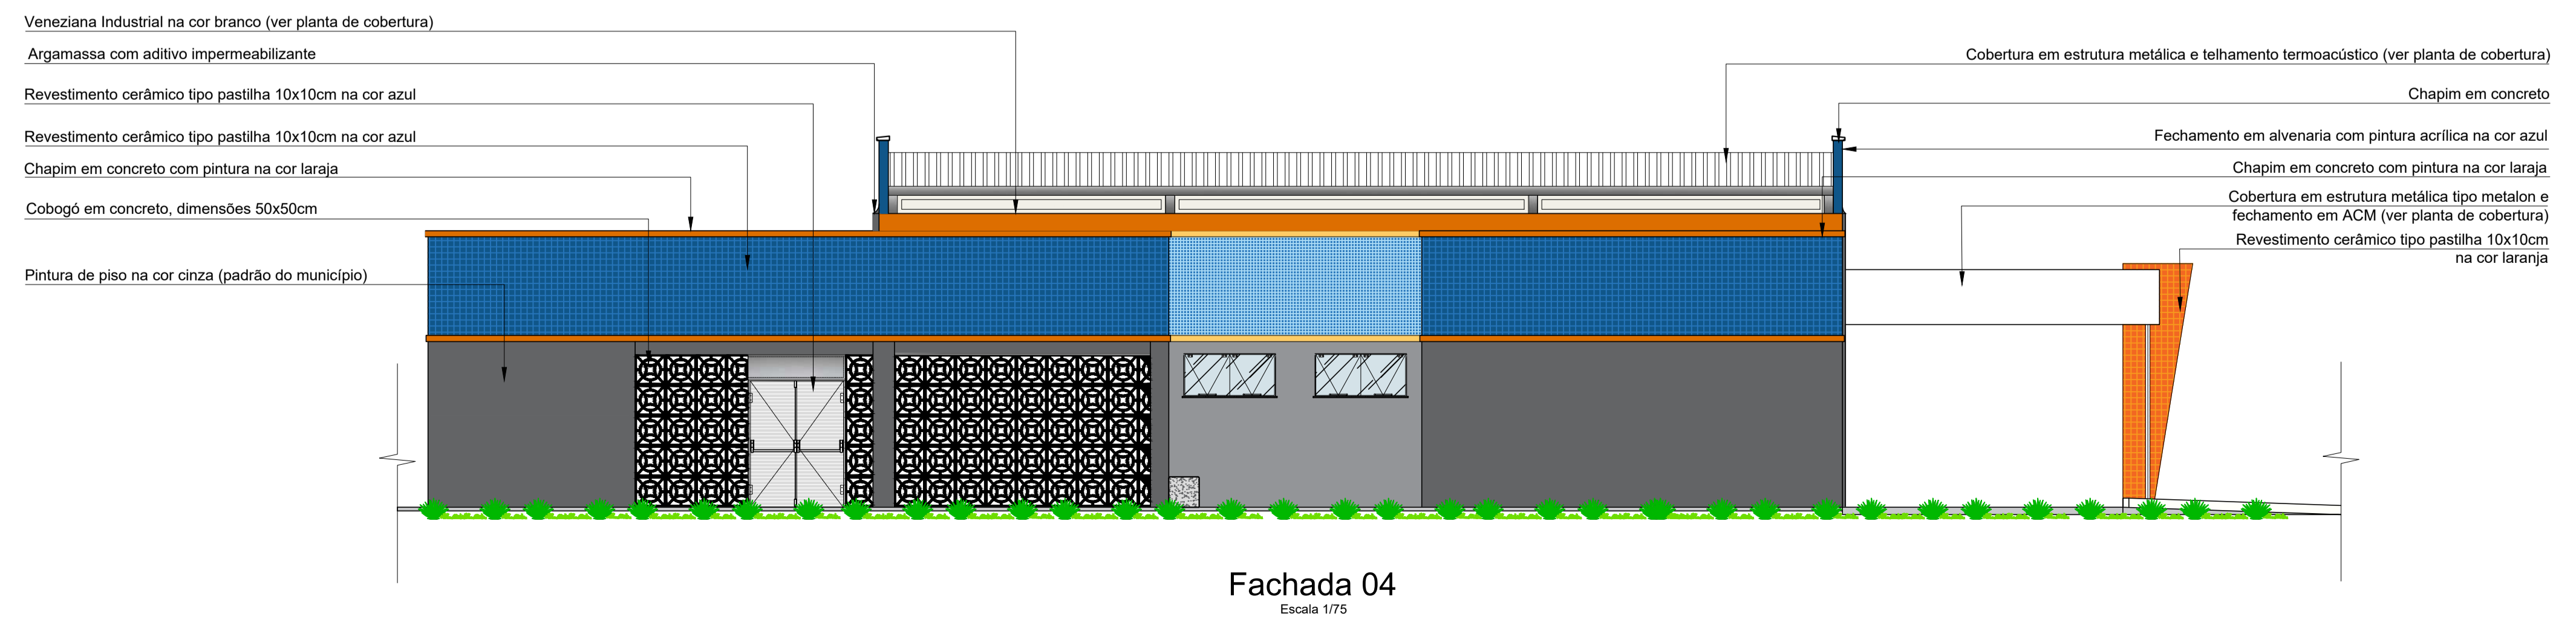 Veneziana Industrial na cor branco (ver planta de cobertura)
Argamassa com aditivo impermeabilizante
Revestimento cerâmico tipo pastilha 10x10cm na cor azul
Revestimento cerâmico tipo pastilha 10x10cm na cor azul
Chapim em concreto com pintura na cor laraja
Cobogó em concreto, dimensões 50x50cm
Pintura de piso na cor cinza (padrão do município)
Cobertura em estrutura metálica e telhamento termoacústico (ver planta de cobertura)
Chapim em concreto
Fechamento em alvenaria com pintura acrílica na cor azul
Chapim em concreto com pintura na cor laraja
Cobertura em estrutura metálica tipo metalon e
fechamento em ACM (ver planta de cobertura)
Revestimento cerâmico tipo pastilha 10x10cm
na cor laranja
Fachada 04
Escala 1/75